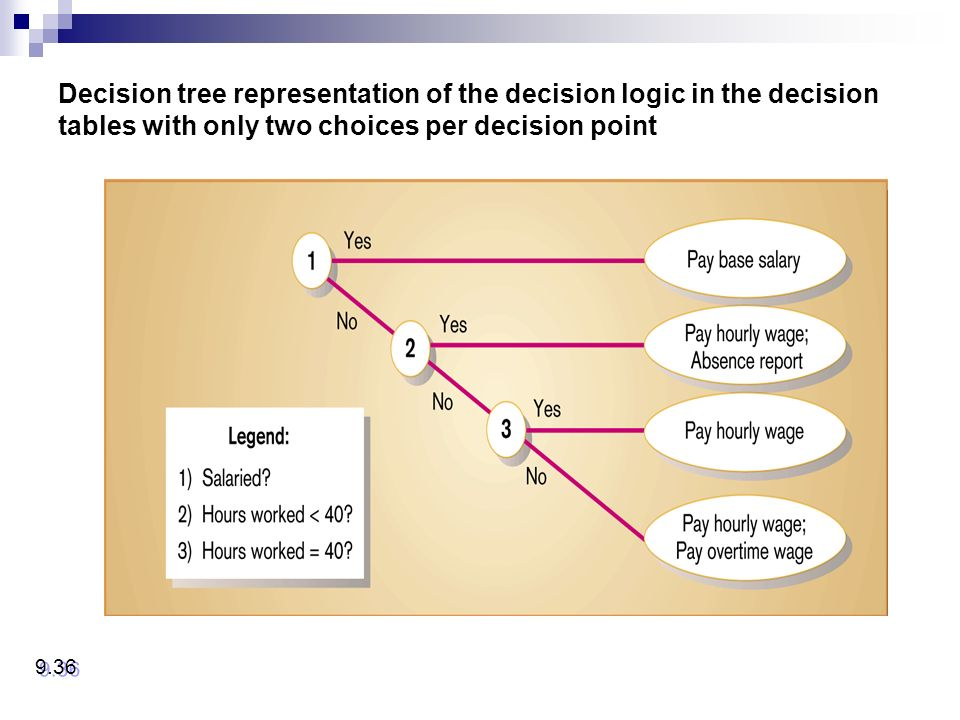 Decision tree representation of the decision logic in the decision
tables with only two choices per decision point
Yes
1
Pay base salary
No
Yes
2
Pay hourly wage;
Absence report
No
Yes
3
Pay hourly wage
No
Pay hourly wage;
Pay overtime wage
Legend:
1) Salaried?
2) Hours worked < 40?
3) Hours worked = 40?
9.36